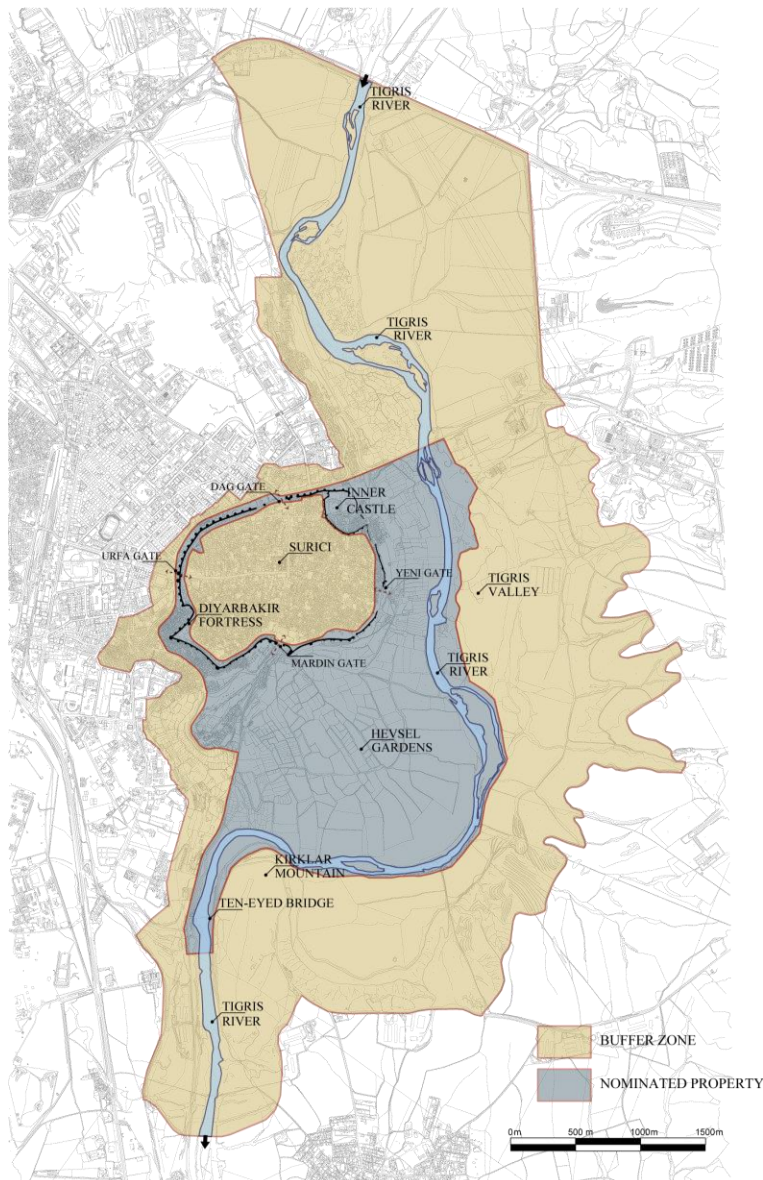 TIGRIS
RIVER
TIGRIS
RIVER
DAG GATE
INNER
CASTLE
SURICI
URFA GATE
YENI GATE
TIGRIS
VALLEY
DIYARBAKIR
FORTRESS
MARDIN GATE
TIGRIS
RIVER
HEVSEL
GARDENS
KIRKLAR
MOUNTAIN
TEN-EYED BRIDGE
TIGRIS
RIVER
BUFFER ZONE
NOMINATED PROPERTY
0m 500 m 1000m 1500m